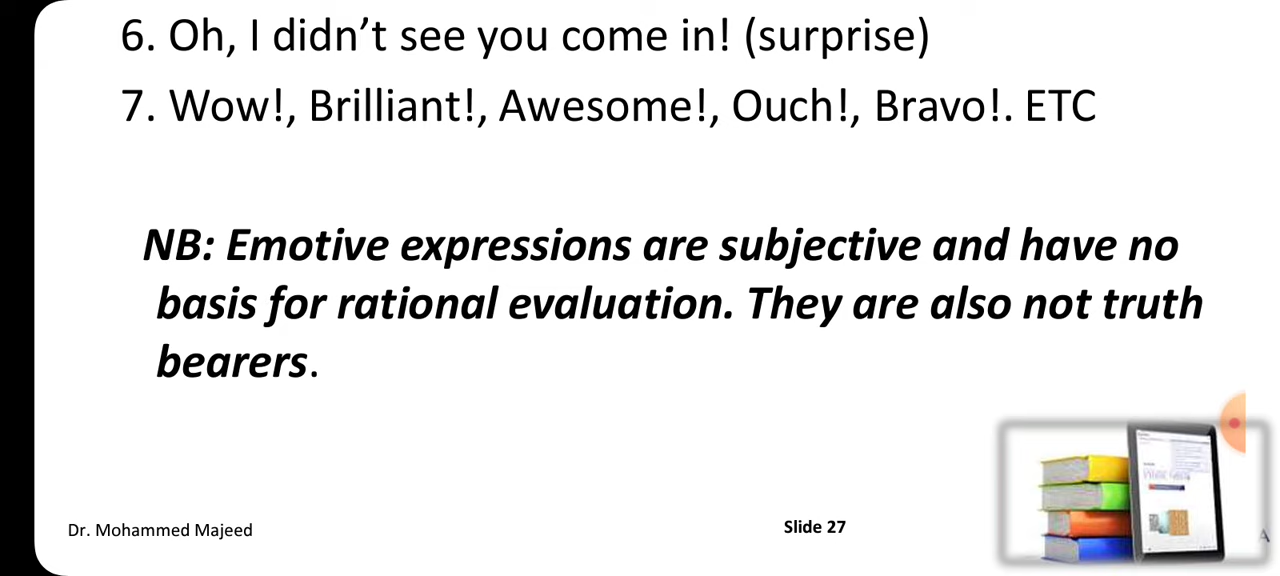 6. Oh, I didn’t see you come in! (surprise)
7. Wow!, Brilliant!, Awesome!, Ouch!, Bravo!. ETC
NB: Emotive expressions are subjective and have no
basis for rational evaluation. They are also not truth
bearers.
Dr. Mohammed Majeed
Slide 27
A